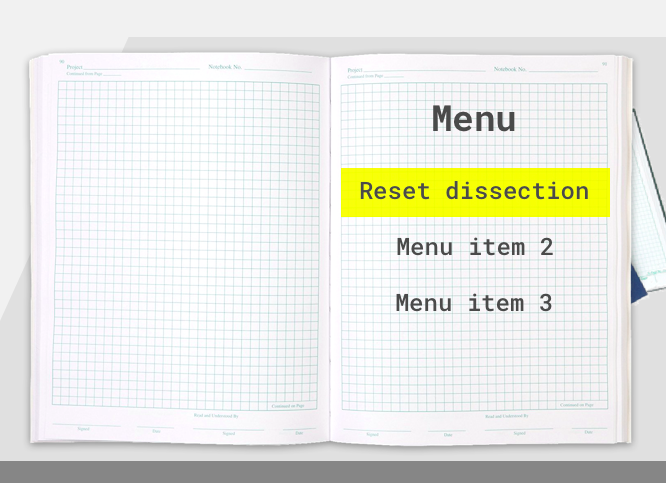 Project
Notebook No.
Continued from Page
Project
Notebook No.
Continued from Page
Menu
Reset dissection
Menu item 2
Menu item 3
Continued on Page
Read and Understood By
Signed
Date
Signed
Date
Continued on Page
Read and Understood By
Signed
Date
Signed
Date